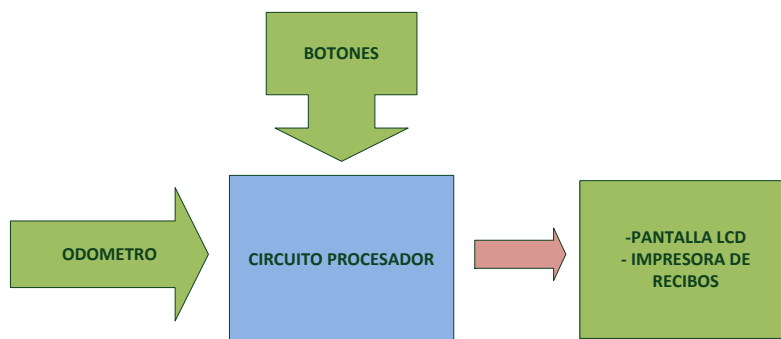 BOTONES
ODOMETRO
CIRCUITO PROCESADOR
-PANTALLA LCD
- IMPRESORA DE
RECIBOS